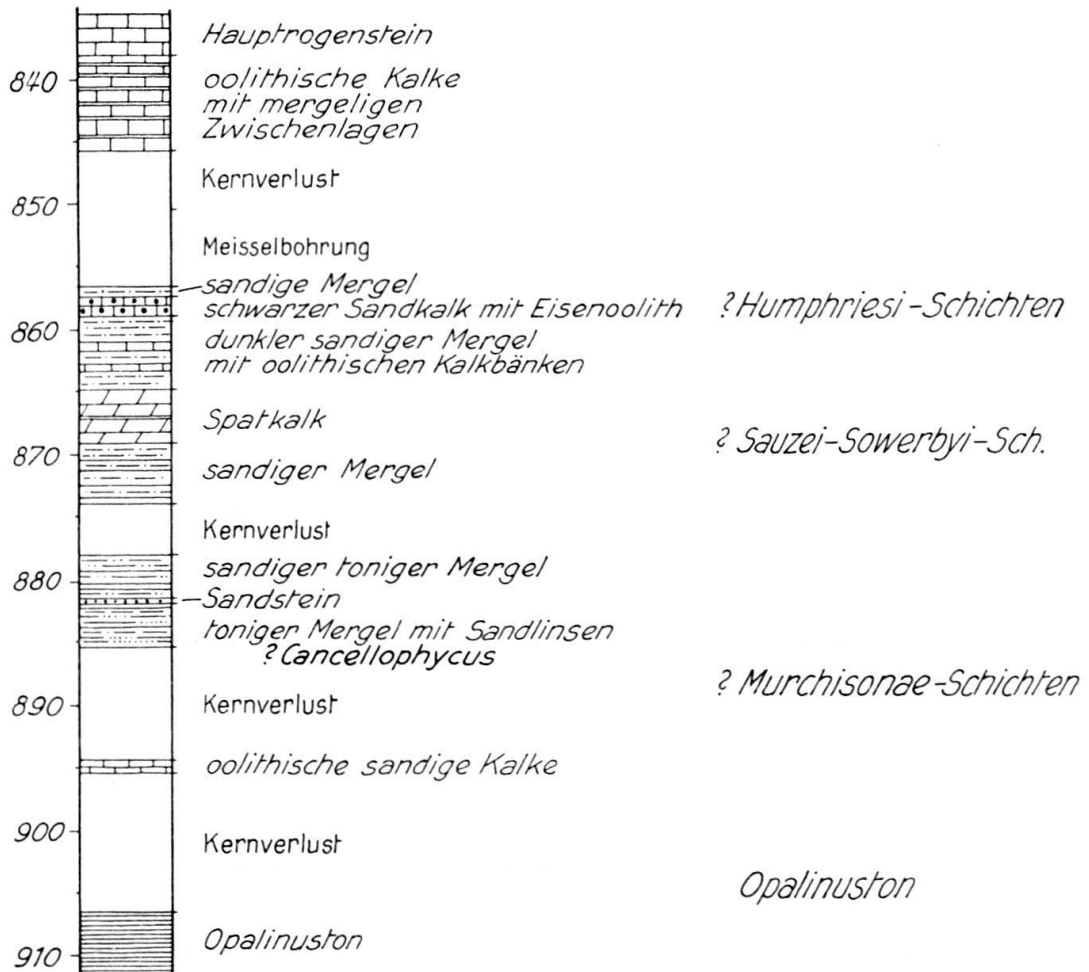 Hauptrogenstein
840
oolithische Kalke
mit mergeligen
Zwischenlagen
Kernverlust
850
Meisselbohrung
sandige Mergel
schwarzer Sandkalk mit Eisenoolith
? Humphriesi-Schichten
860
dunkler sandiger Mergel
mit oolithischen Kalkbänken
Spatkalk
? Sauzei-Sowerbyi-Sch.
870
sandiger Mergel
Kernverlust
880
sandiger toniger Mergel
Sandstein
toniger Mergel mit Sandlinsen
? Cancellophycus
? Murchisonae-Schichten
890
Kernverlust
oolithische sandige Kalke
900
Kernverlust
Opalinuston
Opalinuston
910